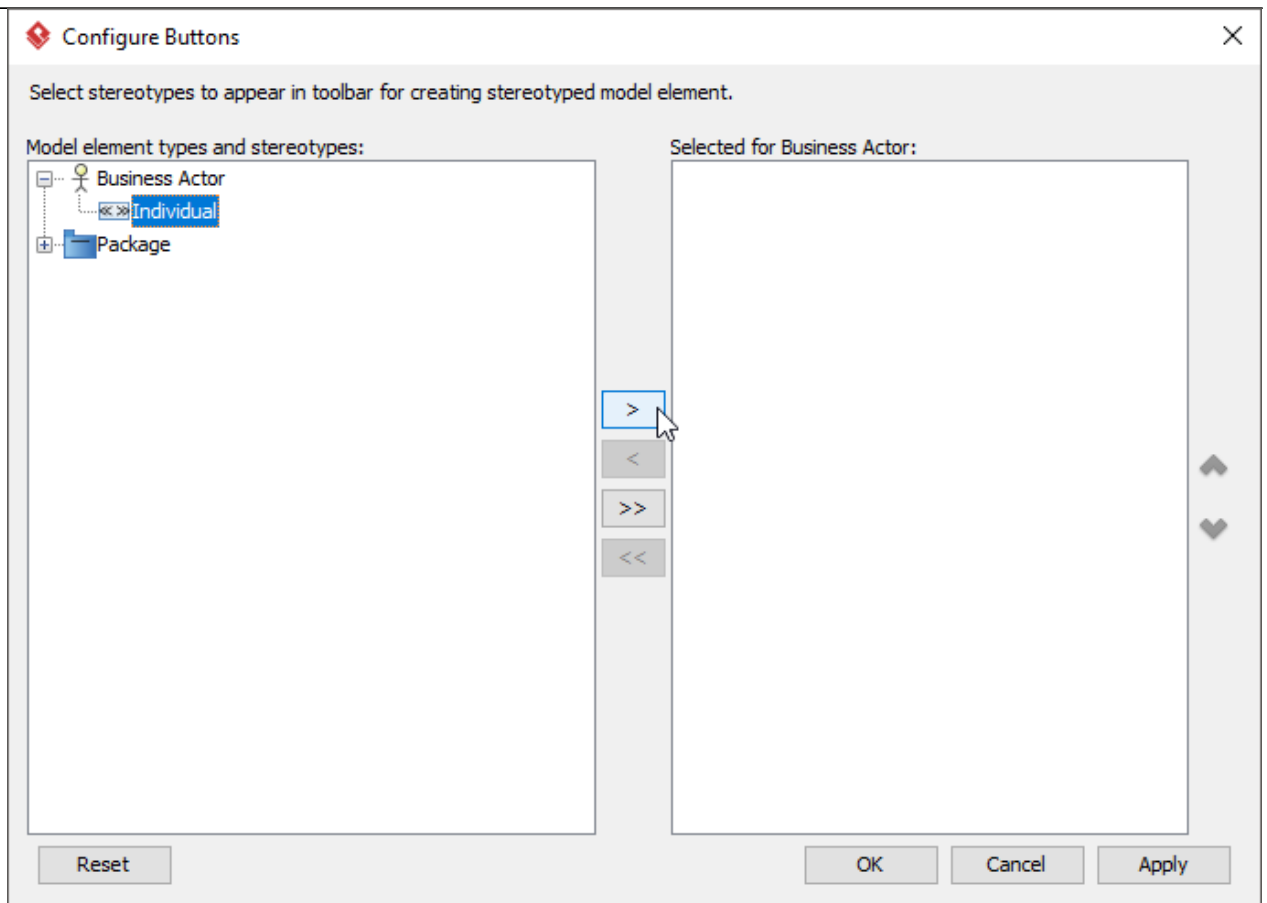 Configure Buttons
Select stereotypes to appear in toolbar for creating stereotyped model element.
Model element types and stereotypes:
Selected for Business Actor:
Business Actor
«»Individual
Package
>
<
>>
<<
Reset
OK
Cancel
Apply